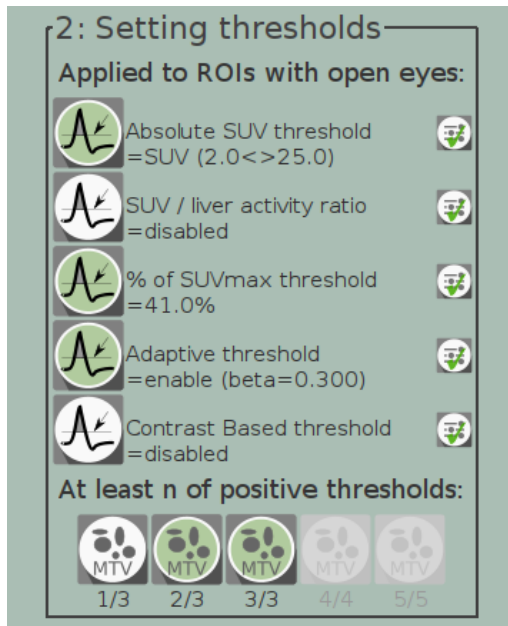 2: Setting thresholds
Applied to ROIs with open eyes:
Absolute SUV threshold
=SUV (2.0<>25.0)
SUV / liver activity ratio
=disabled
% of SUVmax threshold
=41.0%
Adaptive threshold
=enable (beta=0.300)
Contrast Based threshold
=disabled
At least n of positive thresholds:
MTV MTV MTV MTV MTV
1/3 2/3 3/3 4/4 5/5